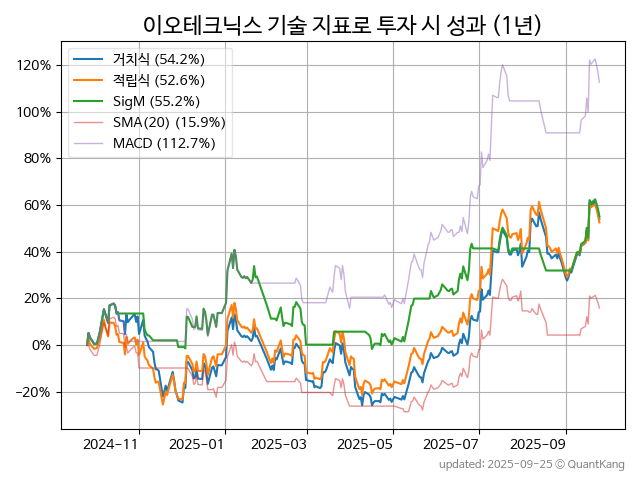 이오테크닉스 기술 지표로 투자 시 성과 (1년)
거치식 (54.2%)
적립식 (52.6%)
SigM (55.2%)
SMA(20) (15.9%)
MACD (112.7%)
120%
100%
80%
60%
40%
20%
0%
−20%
2024-11
2025-01
2025-03
2025-05
2025-07
2025-09
updated: 2025-09-25 © QuantKang